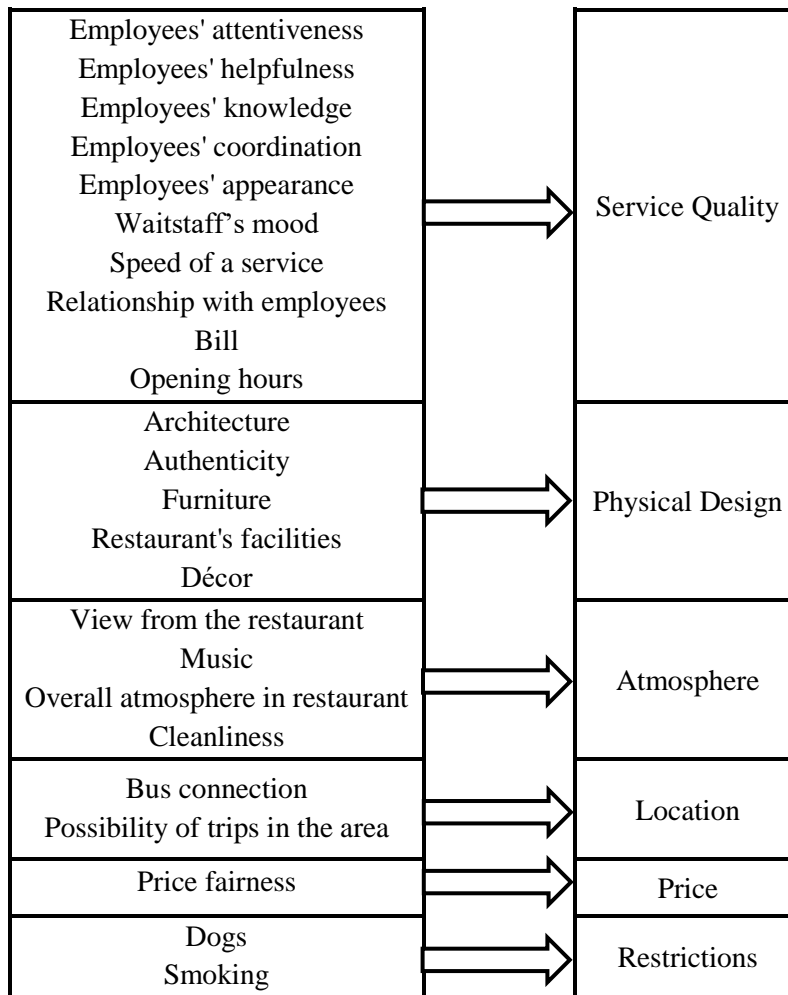 Employees' attentiveness
Employees' helpfulness
Employees' knowledge
Employees' coordination
Employees' appearance
Waitstaff’s mood
Speed of a service
Relationship with employees
Bill
Opening hours
Service Quality
Architecture
Authenticity
Furniture
Restaurant's facilities
Décor
Physical Design
View from the restaurant
Music
Overall atmosphere in restaurant
Cleanliness
Atmosphere
Bus connection
Possibility of trips in the area
Location
Price fairness
Price
Dogs
Smoking
Restrictions